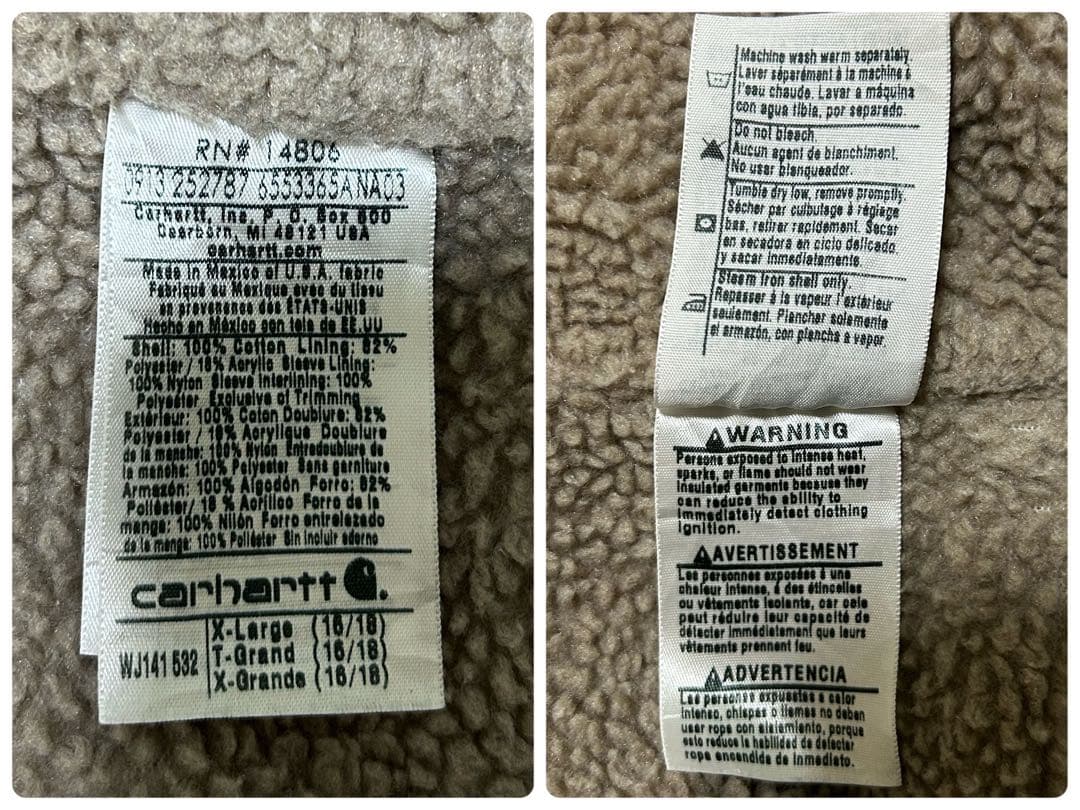 RN# 14806
0913 252787 6553365A NA03
Carhartt, Inc. P. O. Box 600
Dearborn, MI 48121 USA
carhartt.com
Made in Mexico of U.S.A. fabric
Fabriqué au Mexique avec du tissu
en provenance des ÉTATS-UNIS
Hecho en México con tela de EE.UU
Shell: 100% Cotton Lining: 82%
Polyester / 18% Acrylic Sleeve Lining:
100% Nylon Sleeve Interlining: 100%
Polyester Exclusive of Trimming
Extérieur: 100% Coton Doublure: 82%
Polyester / 18% Acrylique Doublure
de la manche: 100% Nylon Entredoublure de
la manche: 100% Polyester Sans garniture
Armazón: 100% Algodón Forro: 82%
Poliéster/ 18 % Acrílico Forro de la
manga: 100% Nilón Forro entrelazado
de la manga: 100% Poliéster Sin incluir adorno
carhartt
WJ141 532
X-Large (16/18)
T-Grand (16/18)
X-Grande (16/18)
Machine wash warm separately.
Laver séparément à la machine à
l'eau chaude. Lavar a máquina
con agua tibia, por separado.
Do not bleach.
Aucun agent de blanchiment.
No usar blanqueador.
Tumble dry low, remove promptly.
Sécher par culbutage à réglage
bas, retirer rapidement. Secar
en secadora en ciclo delicado,
y sacar inmediatamente.
Steam iron shell only.
Repasser à la vapeur l'extérieur
seulement. Planchar solamente
el armazón, con plancha a vapor.
WARNING
Persons exposed to intense heat,
sparks, or flame should not wear
insulated garments because they
can reduce the ability to
immediately detect clothing
ignition.
AVERTISSEMENT
Les personnes exposées à une
chaleur intense, à des étincelles
ou vêtements isolants, car cela
peut réduire leur capacité de
détecter immédiatement que leurs
vêtements prennent feu.
ADVERTENCIA
Las personas expuestas a calor
intenso, chispas o llamas no deben
usar ropa con aislamiento, porque
esto reduce la habilidad de detectar
ropa encendida de inmediato.